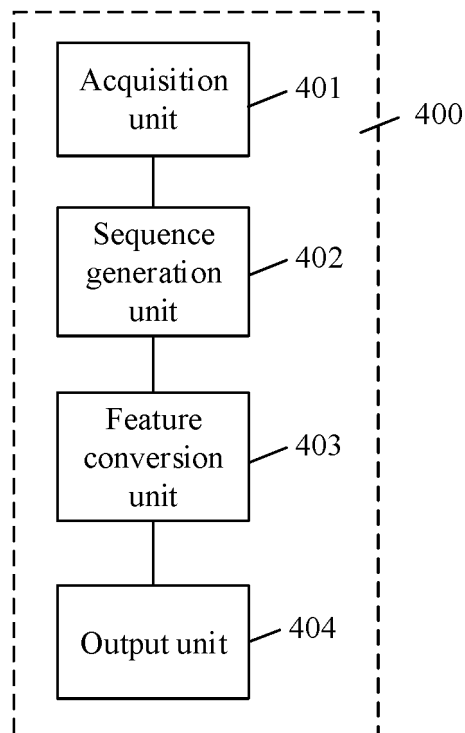 Acquisition
unit
401
400
Sequence
generation
unit
402
Feature
conversion
unit
403
Output unit
404